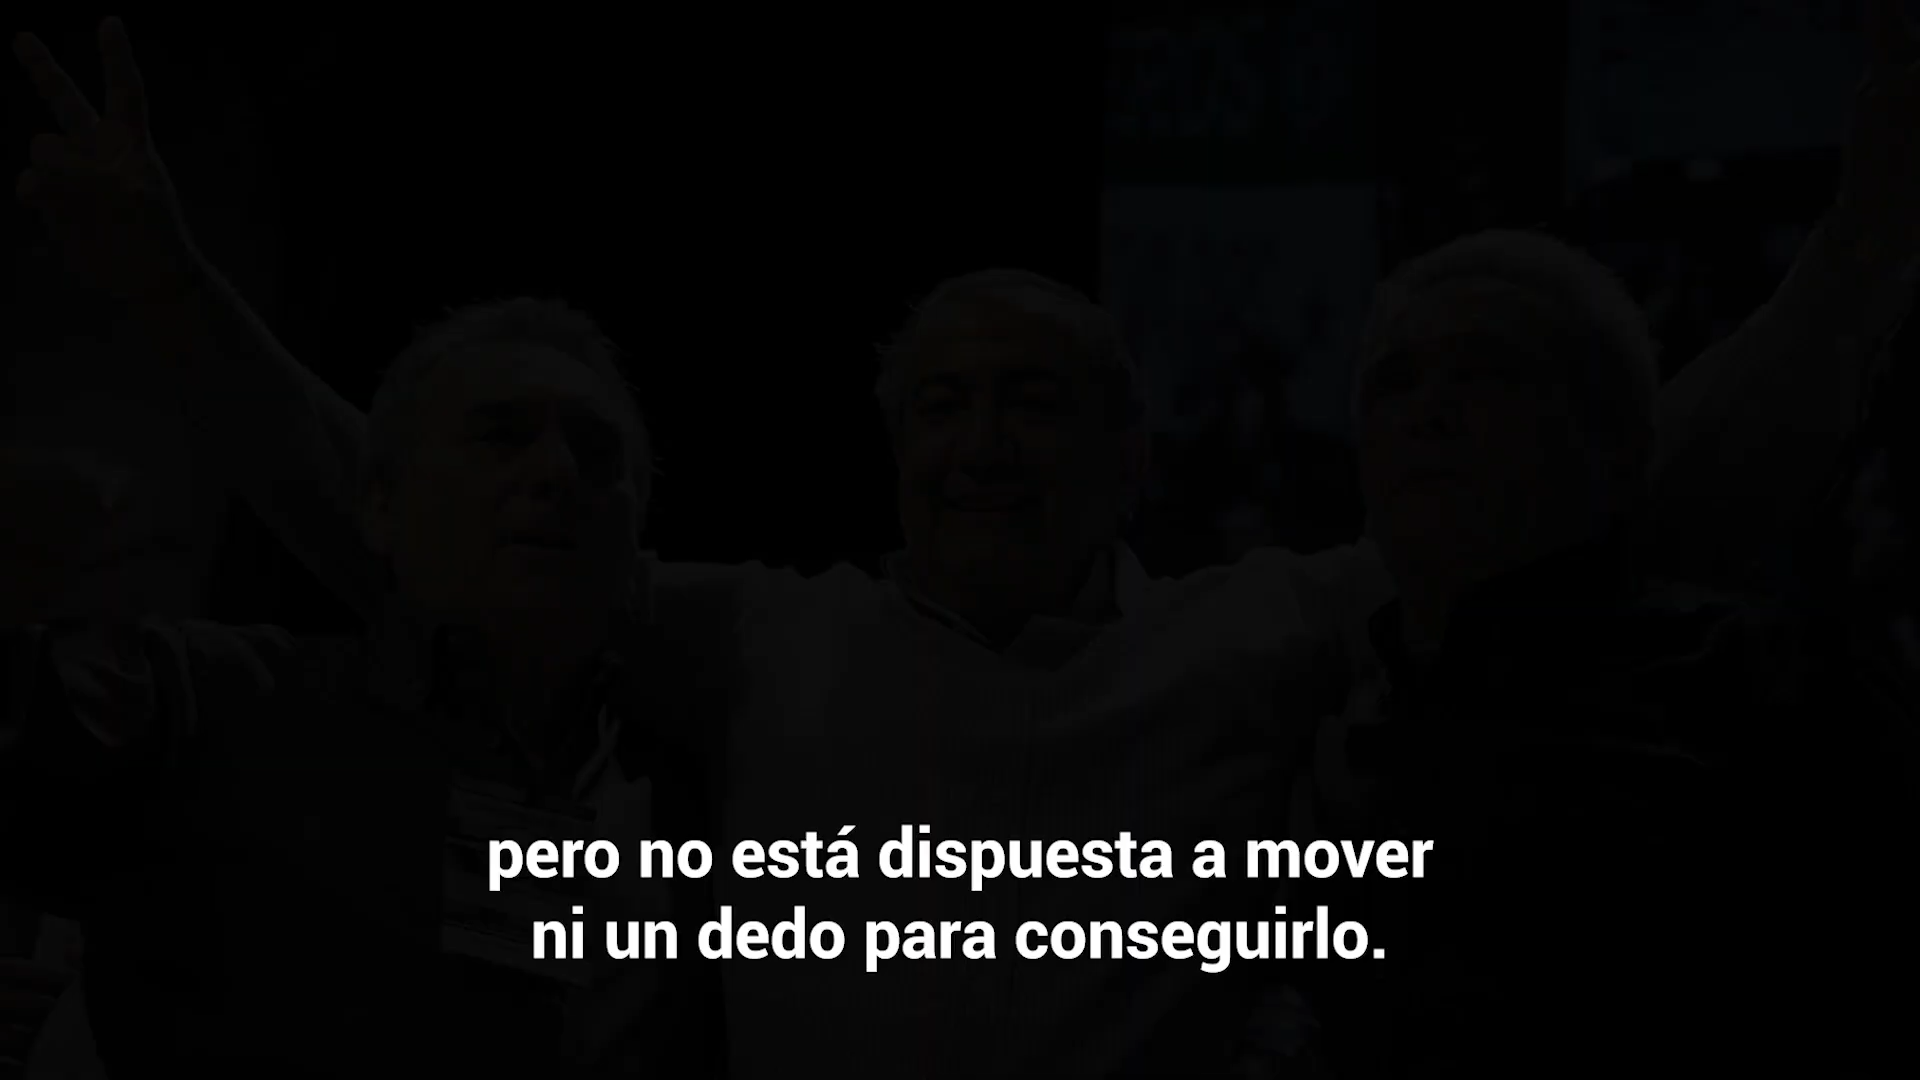 pero no está dispuesta a mover
ni un dedo para conseguirlo.